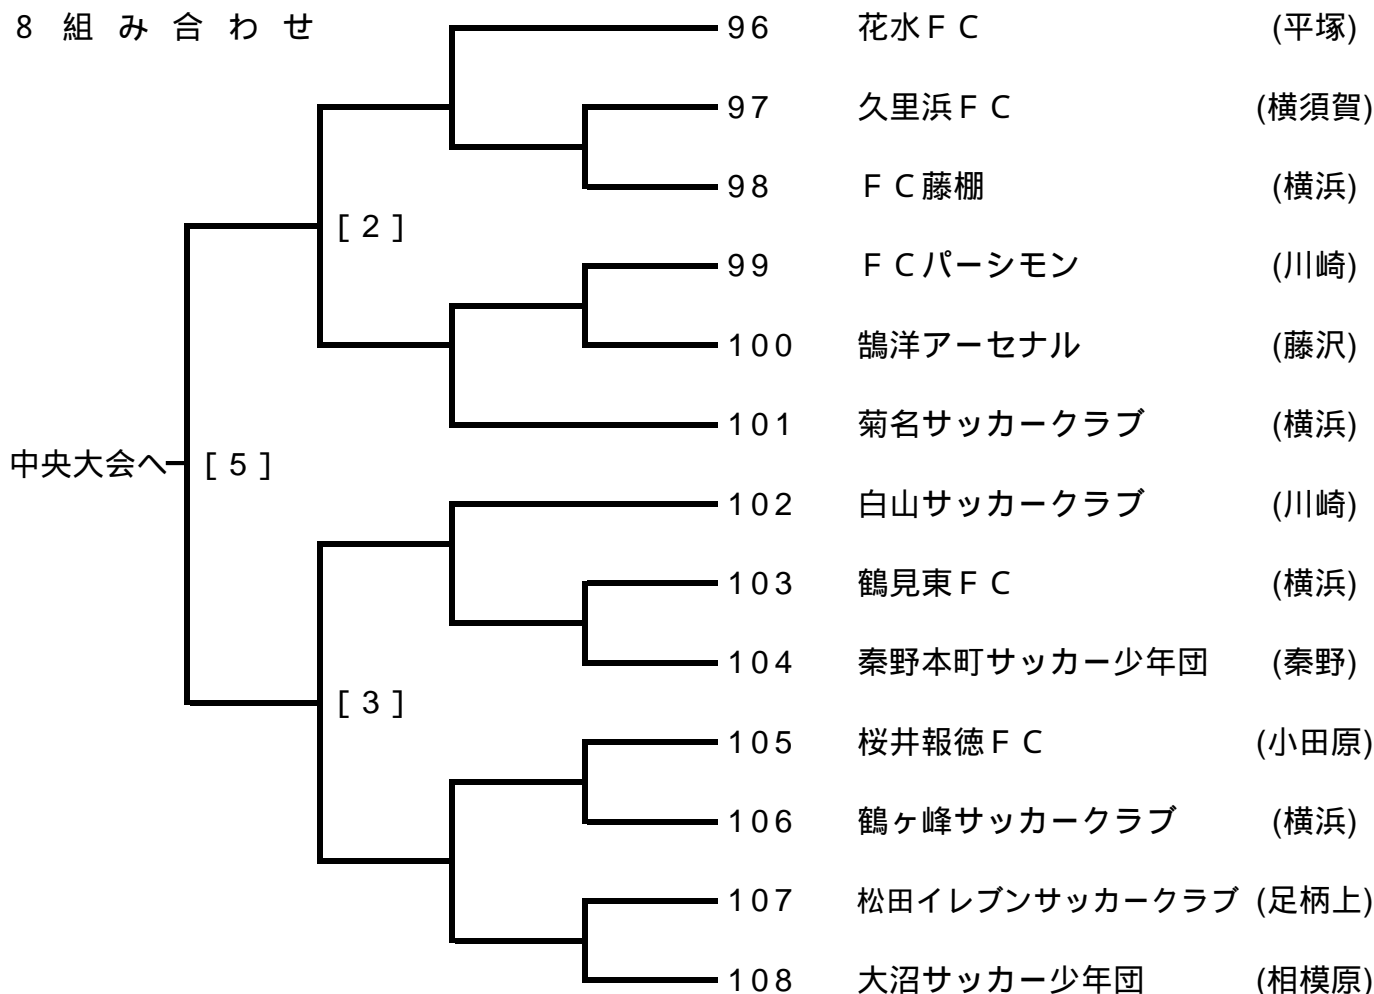 8 組 み 合 わ せ
96 花水ＦＣ (平塚)
97 久里浜ＦＣ (横須賀)
98 ＦＣ藤棚 (横浜)
[ 2 ]
99 ＦＣパーシモン (川崎)
100 鵠洋アーセナル (藤沢)
101 菊名サッカークラブ (横浜)
中央大会へ [ 5 ]
102 白山サッカークラブ (川崎)
103 鶴見東ＦＣ (横浜)
104 秦野本町サッカー少年団 (秦野)
[ 3 ]
105 桜井報徳ＦＣ (小田原)
106 鶴ヶ峰サッカークラブ (横浜)
107 松田イレブンサッカークラブ (足柄上)
108 大沼サッカー少年団 (相模原)